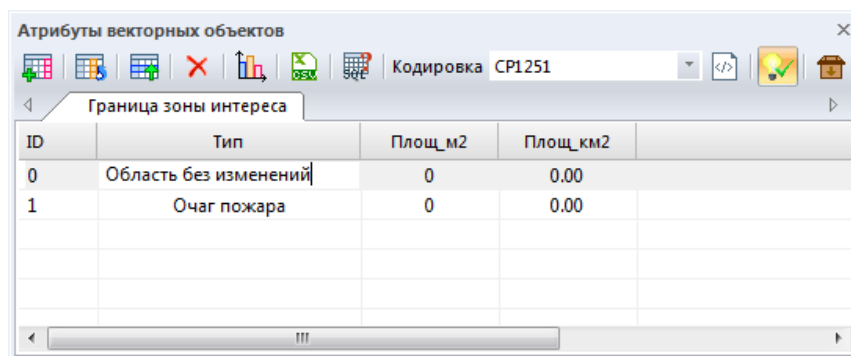 Атрибуты векторных объектов
Кодировка CP1251
Граница зоны интереса
ID Тип Площ_м2 Площ_км2
0 Область без изменений 0 0.00
1 Очаг пожара 0 0.00